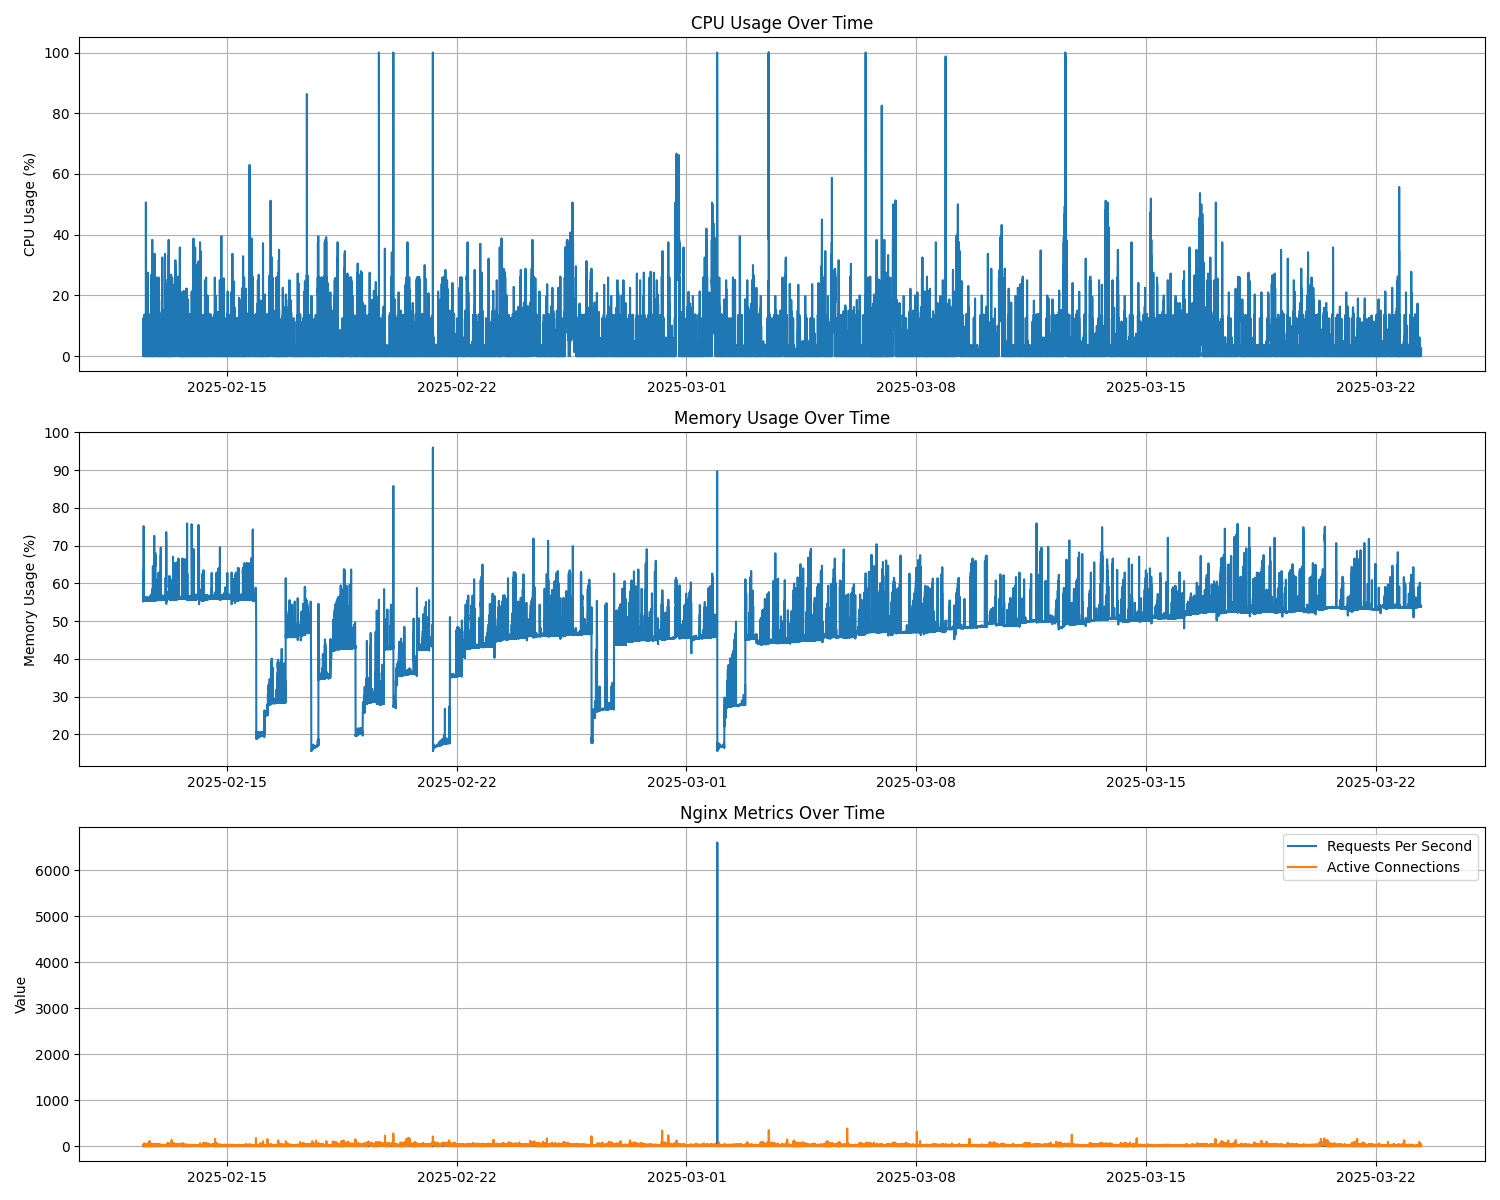 CPU Usage Over Time
CPU Usage (%)
100
80
60
40
20
0
2025-02-15 2025-02-22 2025-03-01 2025-03-08 2025-03-15 2025-03-22
Memory Usage Over Time
Memory Usage (%)
100
90
80
70
60
50
40
30
20
2025-02-15 2025-02-22 2025-03-01 2025-03-08 2025-03-15 2025-03-22
Nginx Metrics Over Time
Value
6000
5000
4000
3000
2000
1000
0
Requests Per Second
Active Connections
2025-02-15 2025-02-22 2025-03-01 2025-03-08 2025-03-15 2025-03-22